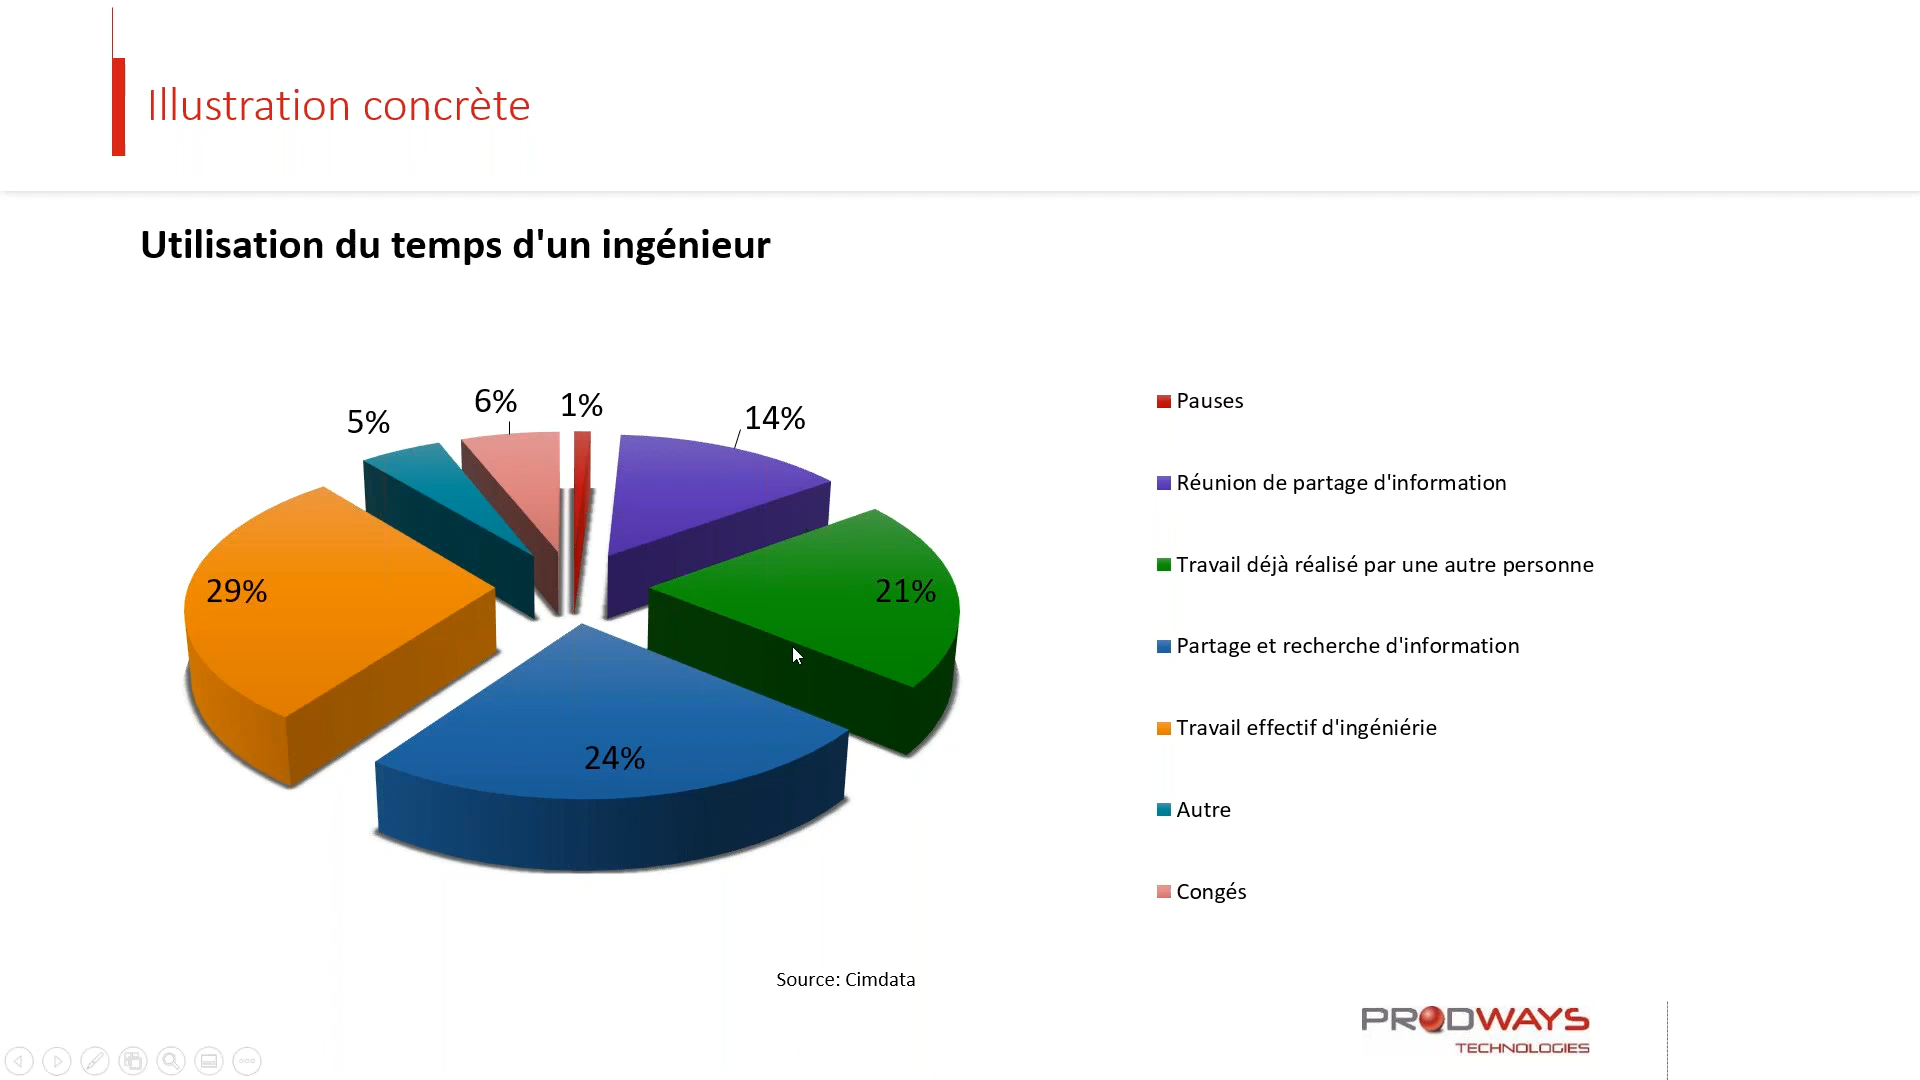 Illustration concrète
Utilisation du temps d'un ingénieur
5%
6%
1%
14%
29%
21%
24%
Pauses
Réunion de partage d'information
Travail déjà réalisé par une autre personne
Partage et recherche d'information
Travail effectif d'ingéniérie
Autre
Congés
Source: Cimdata
PRODWAYS
TECHNOLOGIES